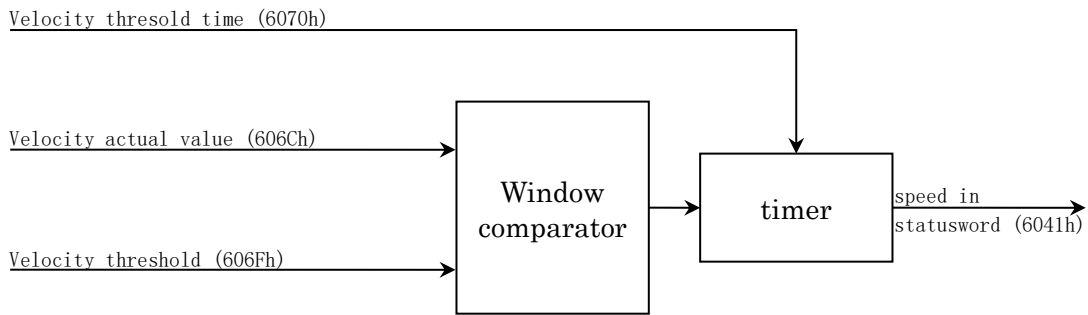 Velocity thresold time (6070h)
Velocity actual value (606Ch)
Window
comparator
timer
speed in
statusword (6041h)
Velocity threshold (606Fh)